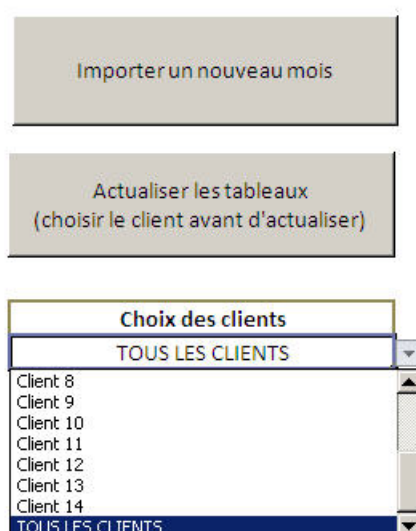 Importer un nouveau mois
Actualiser les tableaux
(choisir le client avant d'actualiser)
Choix des clients
TOUS LES CLIENTS
Client 8
Client 9
Client 10
Client 11
Client 12
Client 13
Client 14
TOUS LES CLIENTS